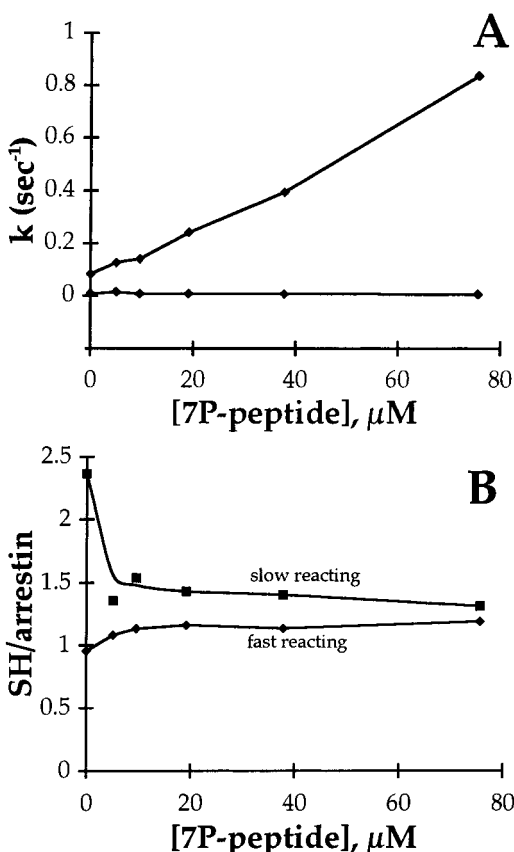 A
1
0.8
0.6
0.4
0.2
0
k (sec⁻¹)
0 20 40 60 80
[7P-peptide], μM
B
2.5
2
1.5
1
0.5
0
SH/arrestin
slow reacting
fast reacting
0 20 40 60 80
[7P-peptide], μM